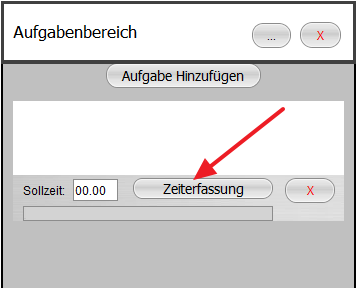 Aufgabenbereich
... X
Aufgabe Hinzufügen
Sollzeit: 00.00 Zeiterfassung X